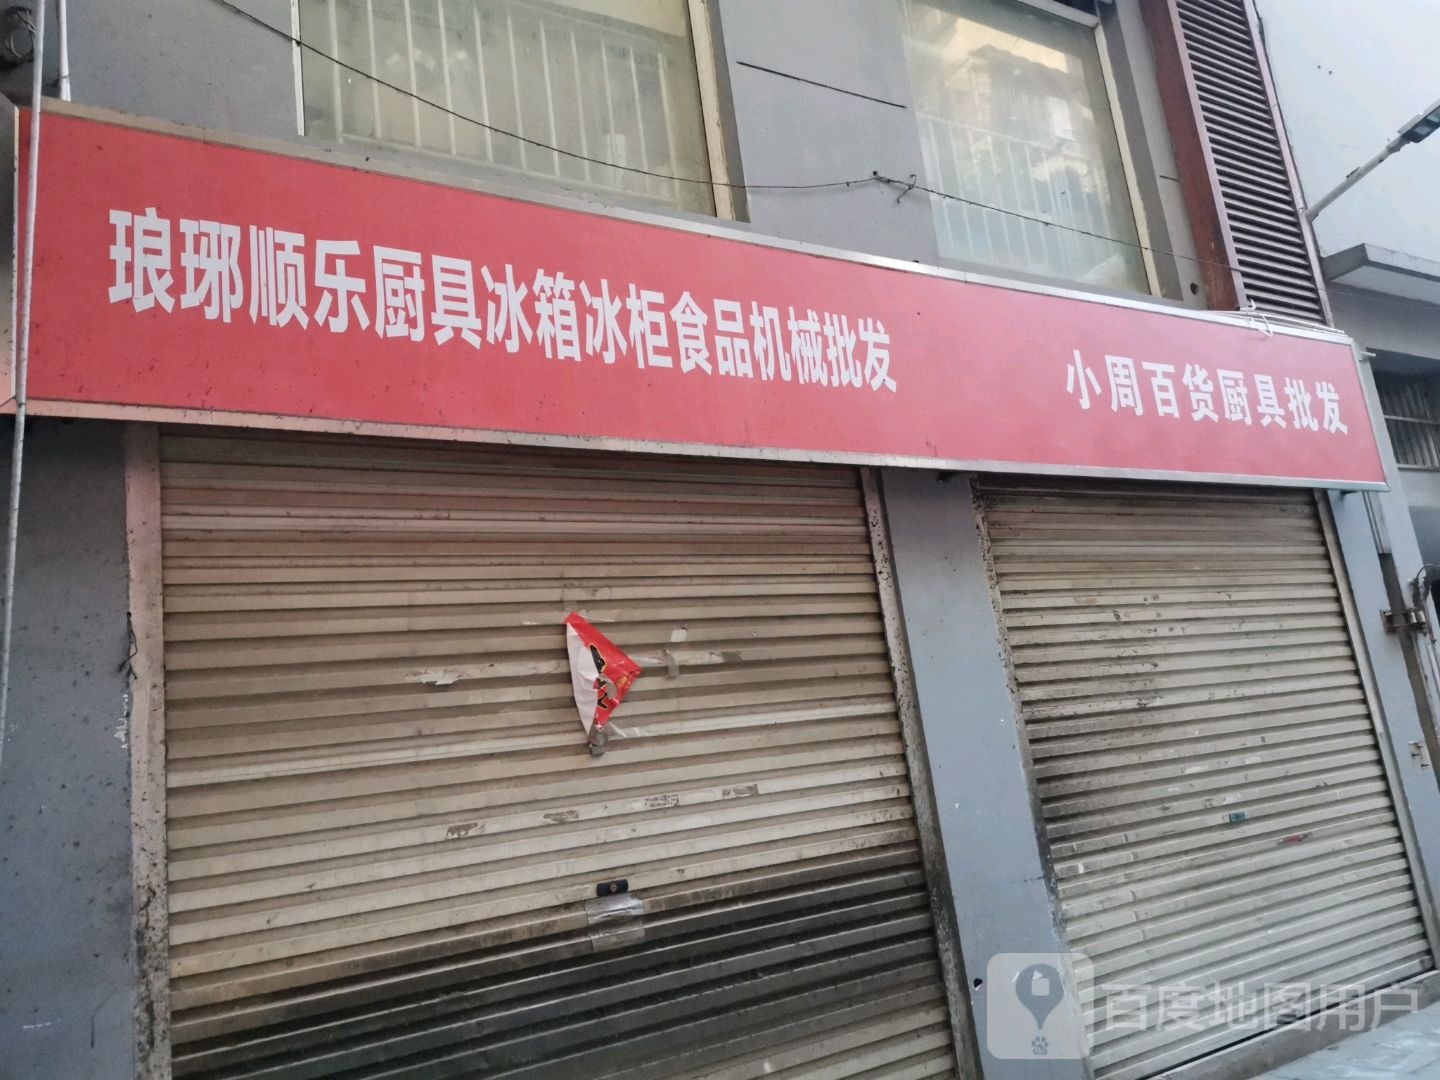 琅琊顺乐厨具冰箱冰柜食品机械批发
小周百货厨具批发
百度地图用户